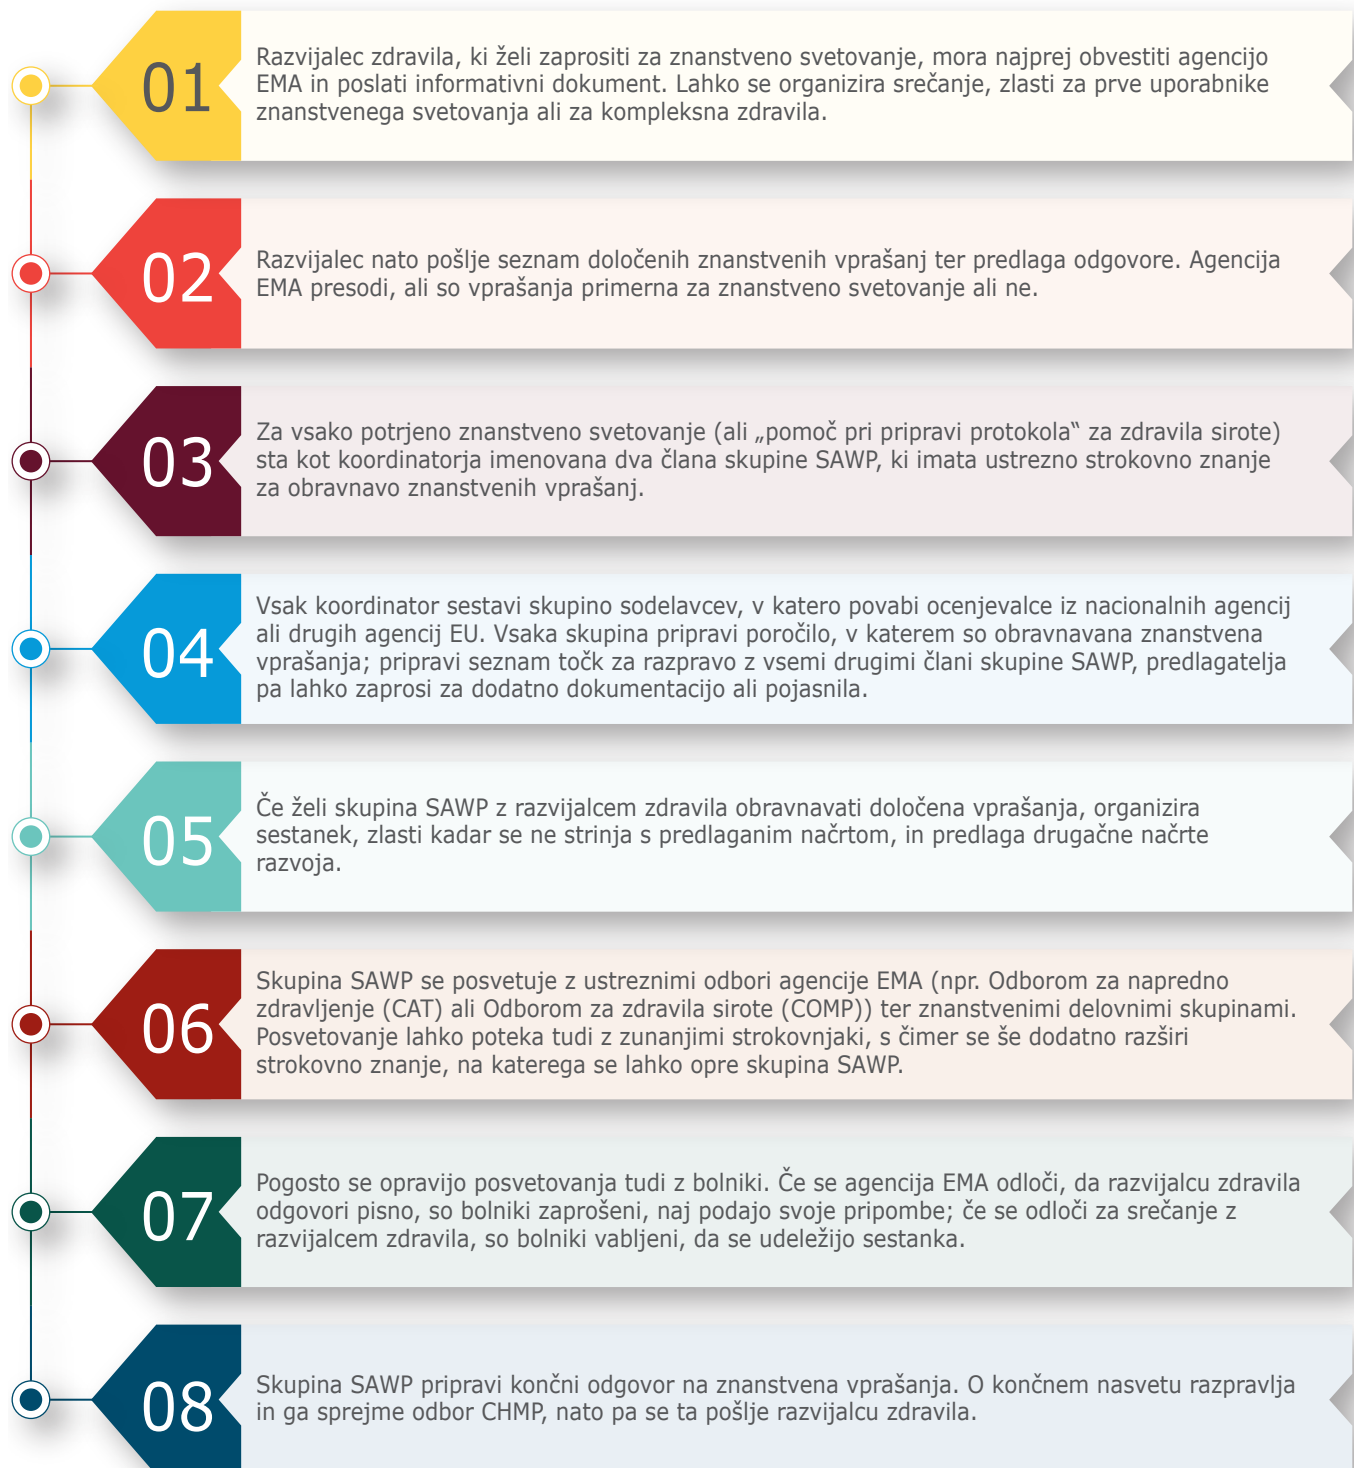 01
Razvijalec zdravila, ki želi zaprositi za znanstveno svetovanje, mora najprej obvestiti agencijo
EMA in poslati informativni dokument. Lahko se organizira srečanje, zlasti za prve uporabnike
znanstvenega svetovanja ali za kompleksna zdravila.
02
Razvijalec nato pošlje seznam določenih znanstvenih vprašanj ter predlaga odgovore. Agencija
EMA presodi, ali so vprašanja primerna za znanstveno svetovanje ali ne.
03
Za vsako potrjeno znanstveno svetovanje (ali „pomoč pri pripravi protokola“ za zdravila sirote)
sta kot koordinatorja imenovana dva člana skupine SAWP, ki imata ustrezno strokovno znanje
za obravnavo znanstvenih vprašanj.
04
Vsak koordinator sestavi skupino sodelavcev, v katero povabi ocenjevalce iz nacionalnih agencij
ali drugih agencij EU. Vsaka skupina pripravi poročilo, v katerem so obravnavana znanstvena
vprašanja; pripravi seznam točk za razpravo z vsemi drugimi člani skupine SAWP, predlagatelja
pa lahko zaprosi za dodatno dokumentacijo ali pojasnila.
05
Če želi skupina SAWP z razvijalcem zdravila obravnavati določena vprašanja, organizira
sestanek, zlasti kadar se ne strinja s predlaganim načrtom, in predlaga drugačne načrte
razvoja.
06
Skupina SAWP se posvetuje z ustreznimi odbori agencije EMA (npr. Odborom za napredno
zdravljenje (CAT) ali Odborom za zdravila sirote (COMP)) ter znanstvenimi delovnimi skupinami.
Posvetovanje lahko poteka tudi z zunanjimi strokovnjaki, s čimer se še dodatno razširi
strokovno znanje, na katerega se lahko opre skupina SAWP.
07
Pogosto se opravijo posvetovanja tudi z bolniki. Če se agencija EMA odloči, da razvijalcu zdravila
odgovori pisno, so bolniki zaprošeni, naj podajo svoje pripombe; če se odloči za srečanje z
razvijalcem zdravila, so bolniki vabljeni, da se udeležijo sestanka.
08
Skupina SAWP pripravi končni odgovor na znanstvena vprašanja. O končnem nasvetu razpravlja
in ga sprejme odbor CHMP, nato pa se ta pošlje razvijalcu zdravila.